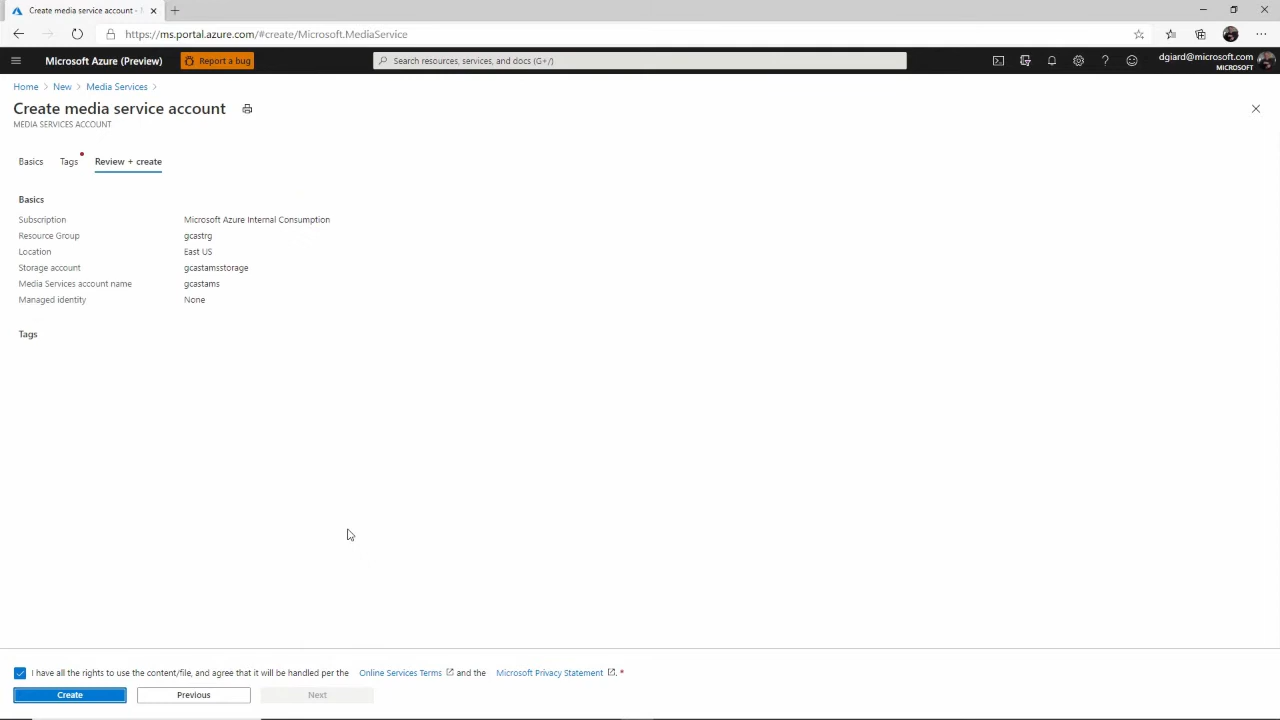 Create media service account - M
https://ms.portal.azure.com/#create/Microsoft.MediaService
Microsoft Azure (Preview)
Report a bug
Search resources, services, and docs (G+/)
dgiard@microsoft.com
MICROSOFT
Home > New > Media Services >
Create media service account
MEDIA SERVICES ACCOUNT
Basics Tags Review + create
Basics
Subscription Microsoft Azure Internal Consumption
Resource Group gcastrg
Location East US
Storage account gcastamsstorage
Media Services account name gcastams
Managed identity None
Tags
I have all the rights to use the content/file, and agree that it will be handled per the Online Services Terms and the Microsoft Privacy Statement . *
Create Previous Next